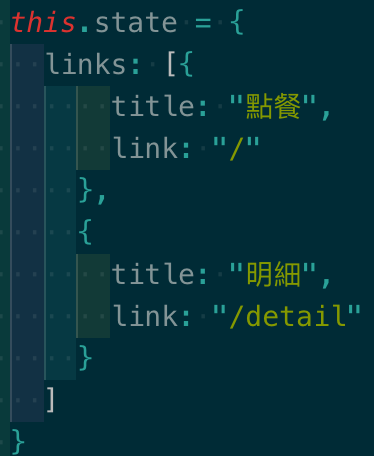 this.state = {
    links: [{
            title: "點餐",
            link: "/"
        },
        {
            title: "明細",
            link: "/detail"
        }
    ]
}